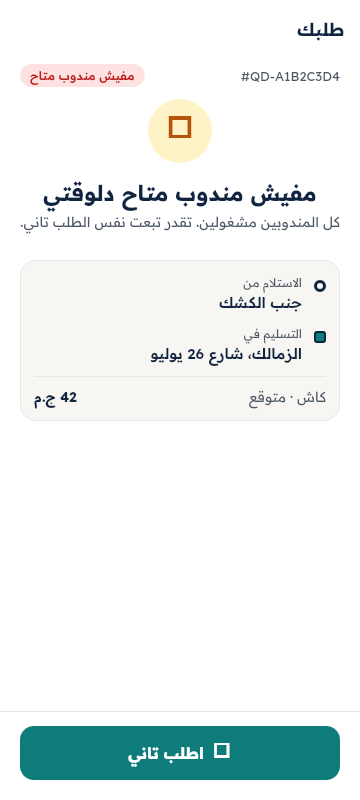 طلبك
#QD-A1B2C3D4
مفيش مندوب متاح
مفيش مندوب متاح دلوقتي
كل المندوبين مشغولين. تقدر تبعت نفس الطلب تاني.
الاستلام من
جنب الكشك
التسليم في
الزمالك، شارع 26 يوليو
كاش · متوقع
42 ج.م
اطلب تاني